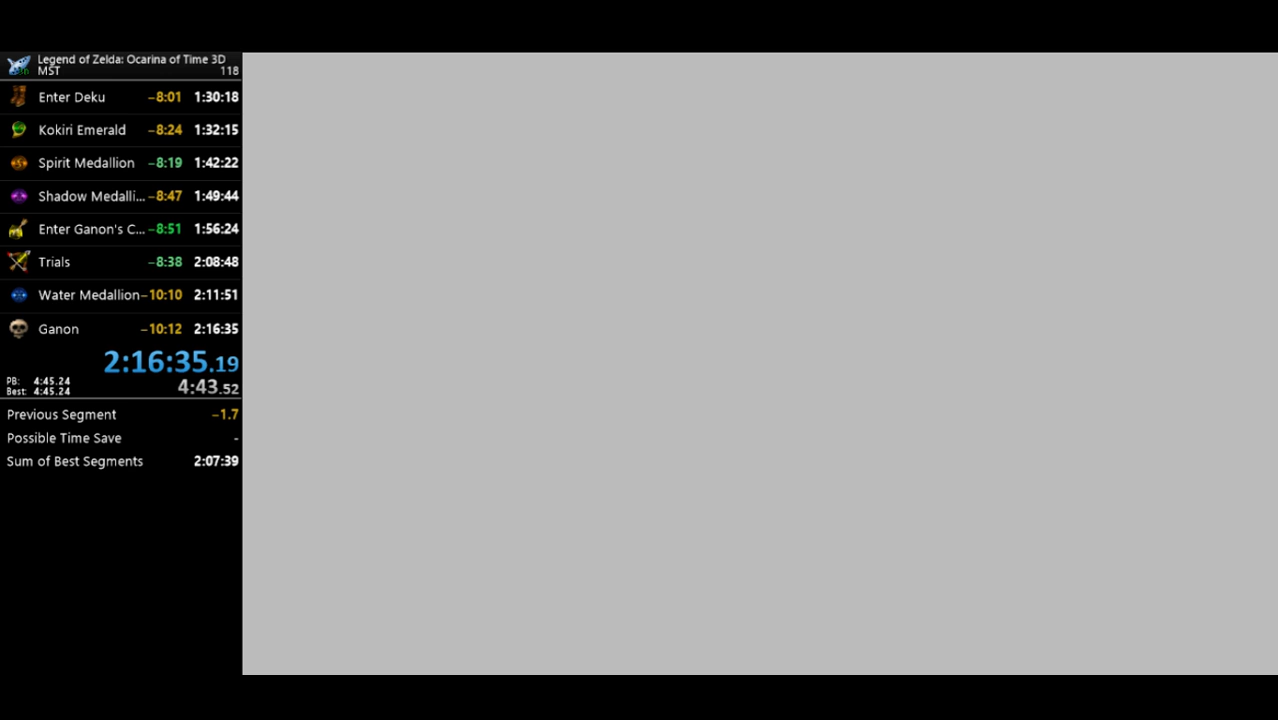 Legend of Zelda: Ocarina of Time 3D
MST 118
Enter Deku −8:01 1:30:18
Kokiri Emerald −8:24 1:32:15
Spirit Medallion −8:19 1:42:22
Shadow Medalli... −8:47 1:49:44
Enter Ganon's C... −8:51 1:56:24
Trials −8:38 2:08:48
Water Medallion −10:10 2:11:51
Ganon −10:12 2:16:35
2:16:35.19
PB: 4:45.24 4:43.52
Best: 4:45.24
Previous Segment −1.7
Possible Time Save -
Sum of Best Segments 2:07:39